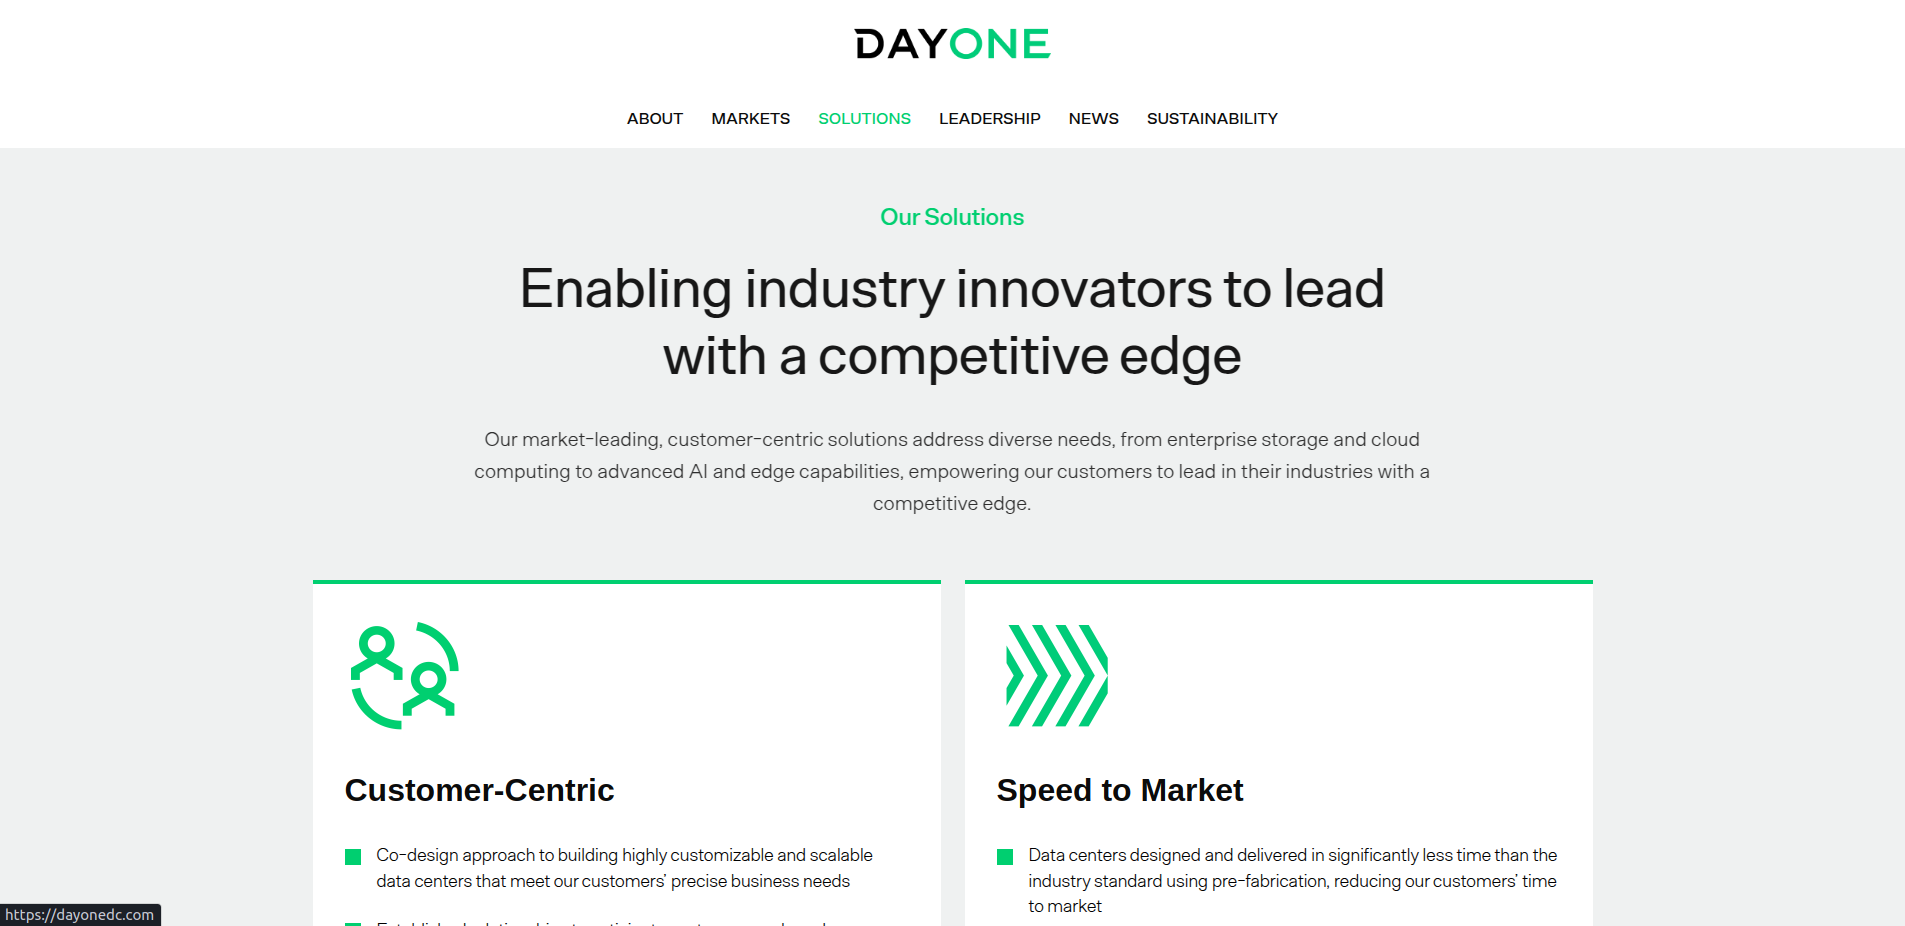 DAYONE
ABOUT MARKETS SOLUTIONS LEADERSHIP NEWS SUSTAINABILITY
Our Solutions
Enabling industry innovators to lead
with a competitive edge
Our market-leading, customer-centric solutions address diverse needs, from enterprise storage and cloud
computing to advanced AI and edge capabilities, empowering our customers to lead in their industries with a
competitive edge.
Customer-Centric
Co-design approach to building highly customizable and scalable
data centers that meet our customers’ precise business needs
Speed to Market
Data centers designed and delivered in significantly less time than the
industry standard using pre-fabrication, reducing our customers’ time
to market
https://dayonedc.com